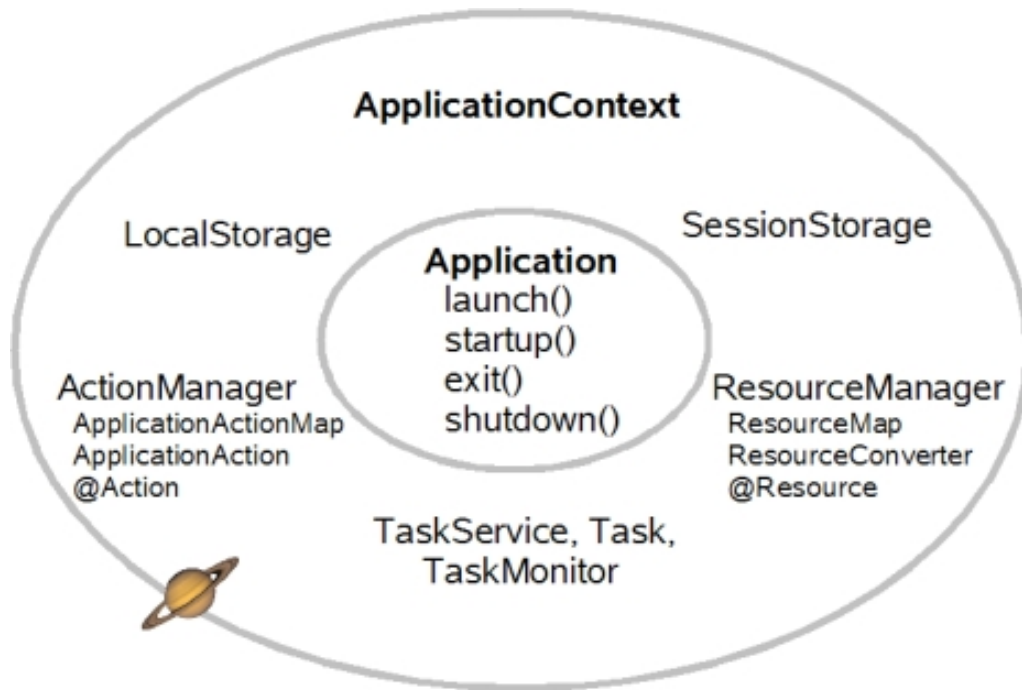 ApplicationContext
LocalStorage
SessionStorage
Application
launch()
startup()
exit()
shutdown()
ActionManager
ApplicationActionMap
ApplicationAction
@Action
ResourceManager
ResourceMap
ResourceConverter
@Resource
TaskService, Task,
TaskMonitor